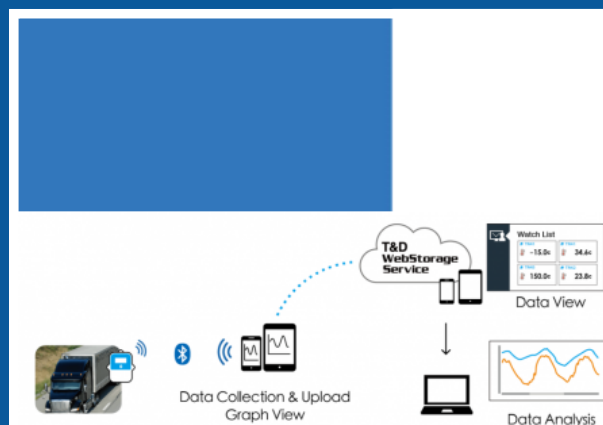 T&D
WebStorage
Service
Watch List
-15.0c
34.6c
150.0c
23.8c
Data View
Data Collection & Upload
Graph View
Data Analysis